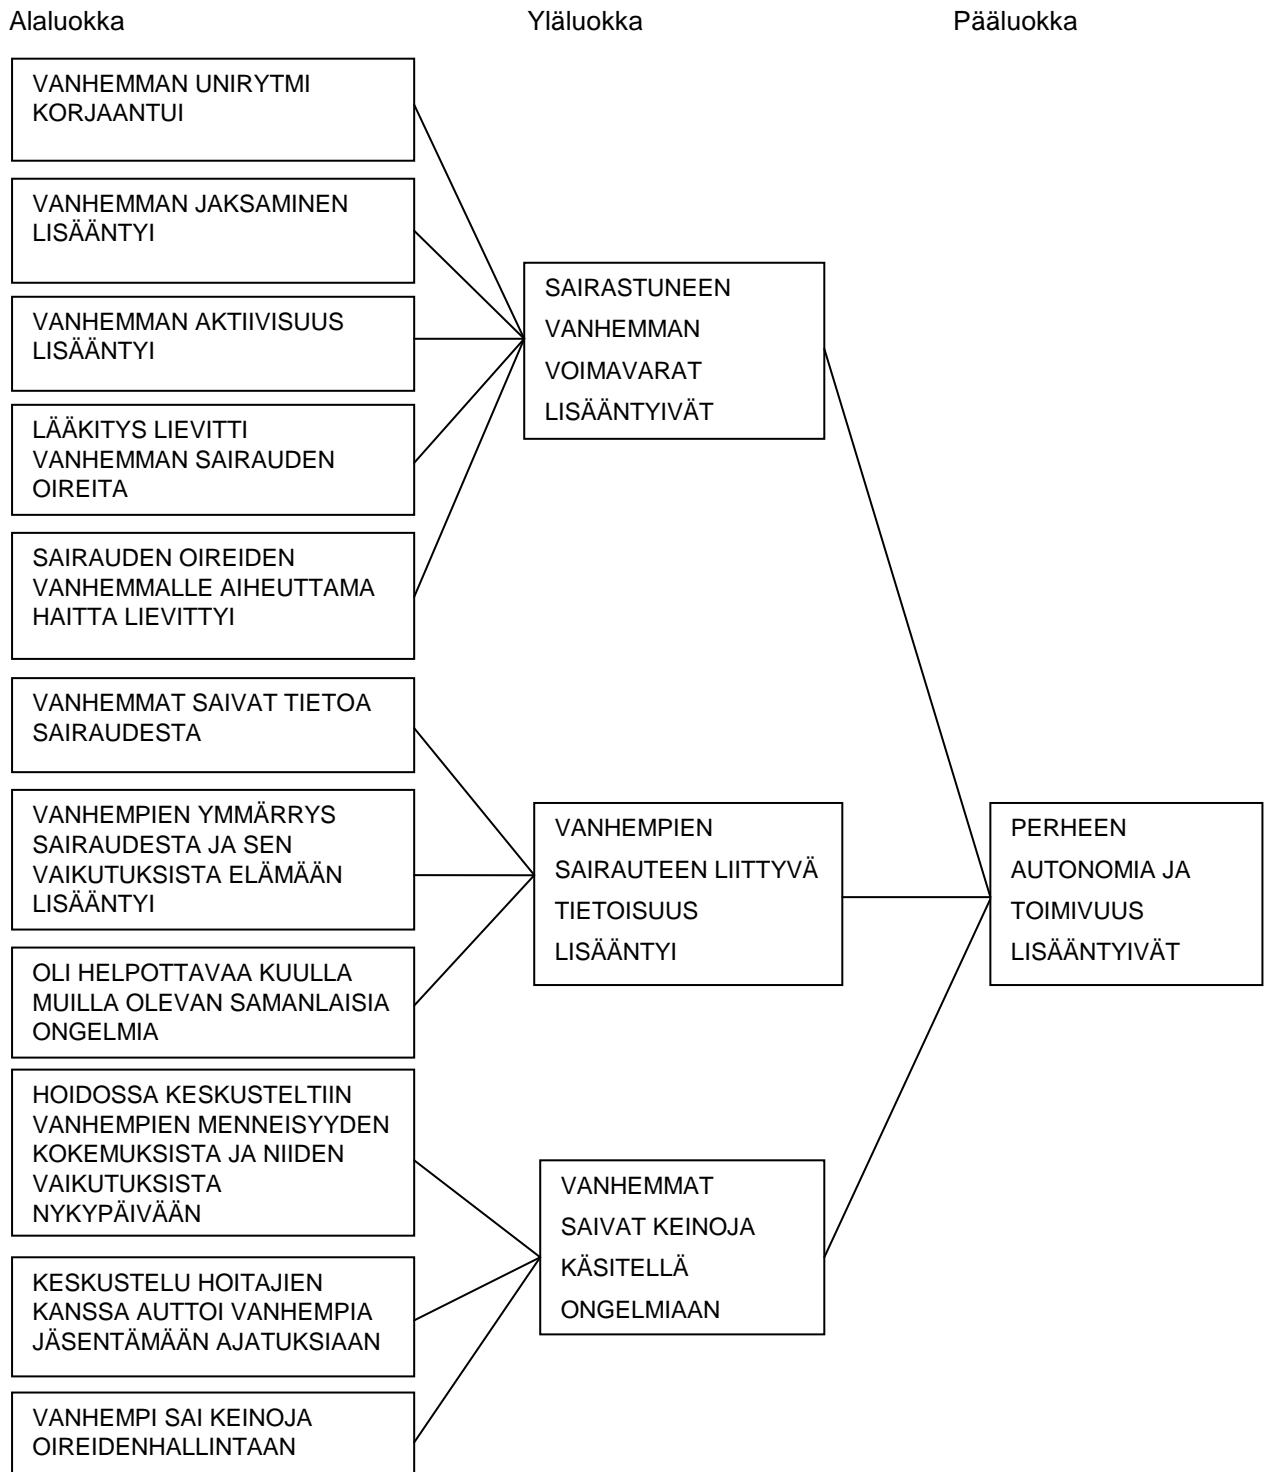 Alaluokka
Yläluokka
Pääluokka
VANHEMMAN UNIRYTMI
KORJAANTUI
VANHEMMAN JAKSAMINEN
LISÄÄNTYI
VANHEMMAN AKTIIVISUUS
LISÄÄNTYI
LÄÄKITYS LIEVITTI
VANHEMMAN SAIRAUDEN
OIREITA
SAIRAUDEN OIREIDEN
VANHEMMALLE AIHEUTTAMA
HAITTA LIEVITTYI
VANHEMMAT SAIVAT TIETOA
SAIRAUDESTA
VANHEMPIEN YMMÄRRYS
SAIRAUDESTA JA SEN
VAIKUTUKSISTA ELÄMÄÄN
LISÄÄNTYI
OLI HELPOTTAVAA KUULLA
MUILLA OLEVAN SAMANLAISIA
ONGELMIA
HOIDOSSA KESKUSTELTIIN
VANHEMPIEN MENNEISYYDEN
KOKEMUKSISTA JA NIIDEN
VAIKUTUKSISTA
NYKYPÄIVÄÄN
KESKUSTELU HOITAJIEN
KANSSA AUTTOI VANHEMPIA
JÄSENTÄMÄÄN AJATUKSIAAN
VANHEMPI SAI KEINOJA
OIREIDENHALLINTAAN
SAIRASTUNEEN
VANHEMMAN
VOIMAVARAT
LISÄÄNTYIVÄT
VANHEMPIEN
SAIRAUTEEN LIITTYVÄ
TIETOISUUS
LISÄÄNTYI
VANHEMMAT
SAIVAT KEINOJA
KÄSITELLÄ
ONGELMIAAN
PERHEEN
AUTONOMIA JA
TOIMIVUUS
LISÄÄNTYIVÄT